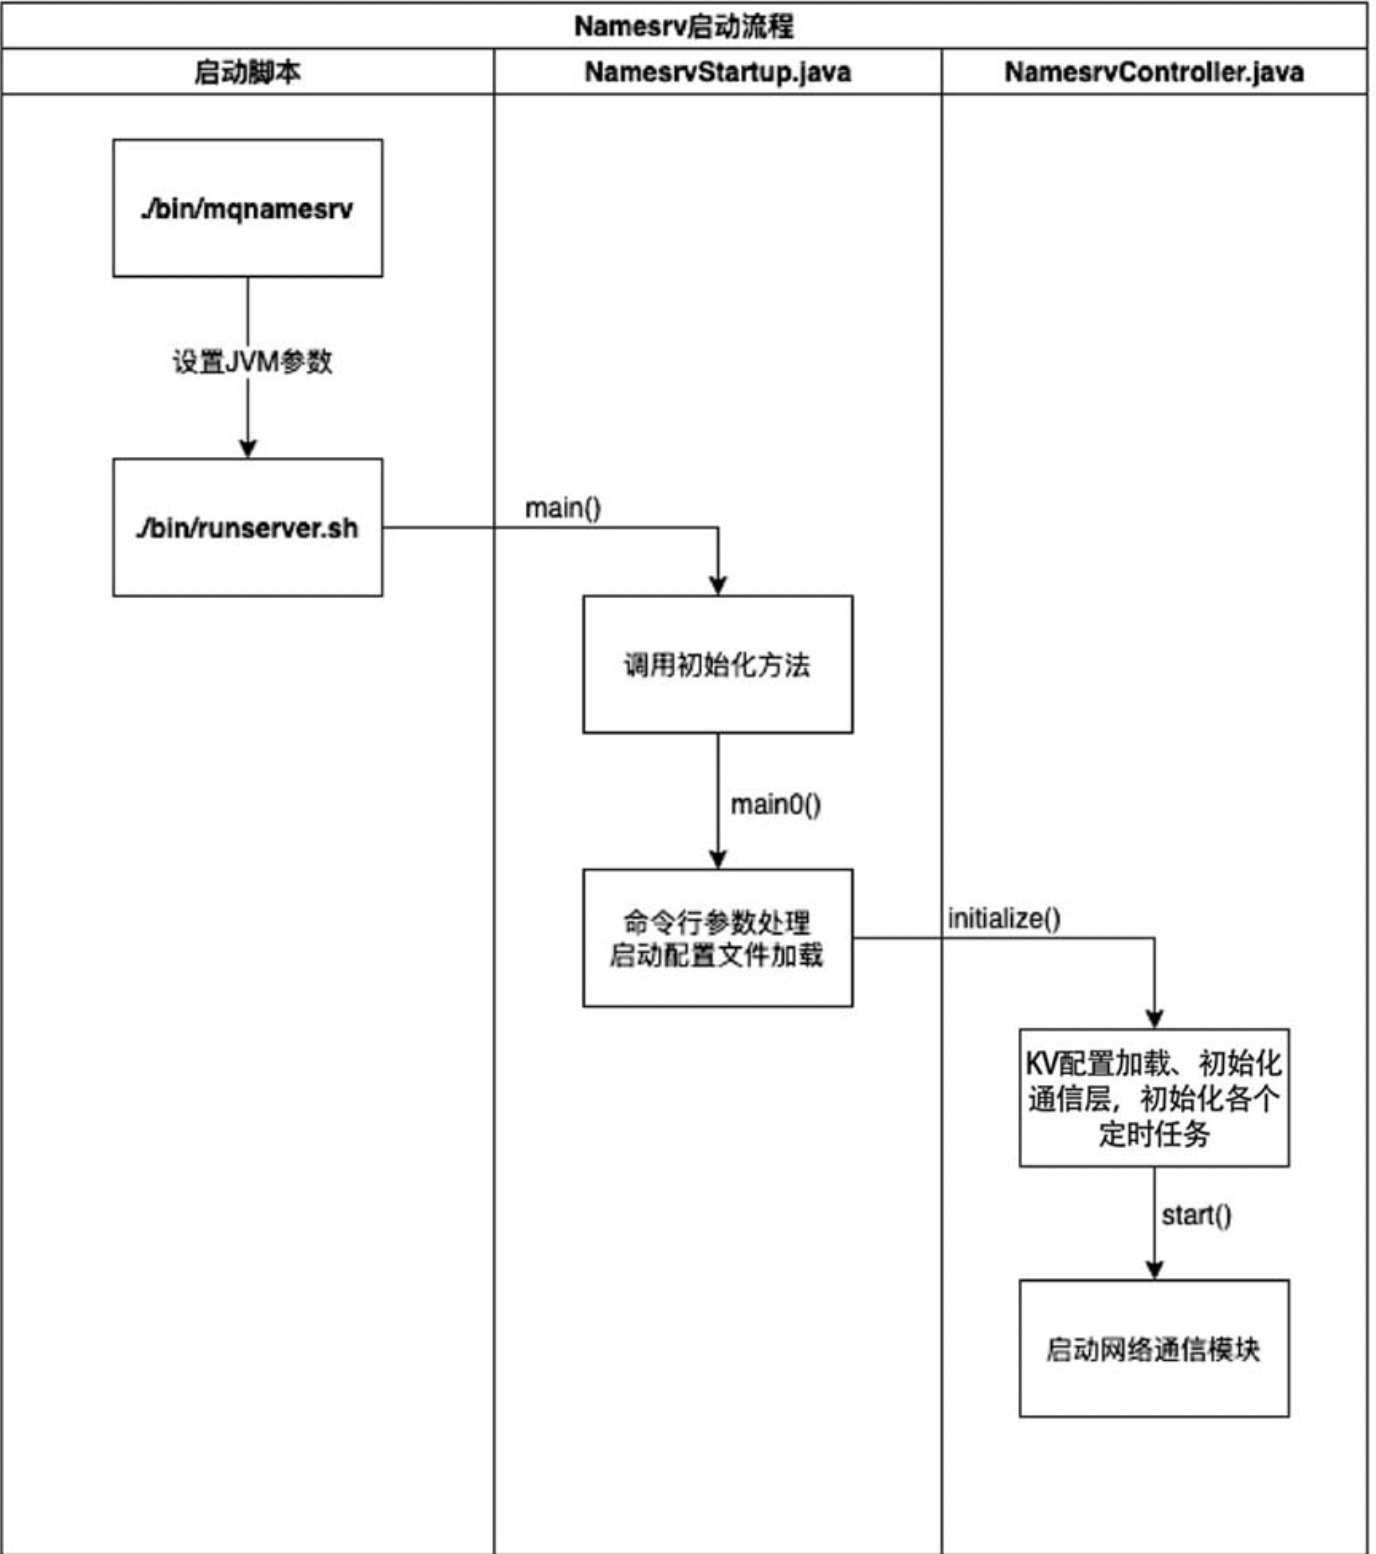 Namesrv启动流程
启动脚本
NamesrvStartup.java
NamesrvController.java
./bin/mqnamesrv
设置JVM参数
./bin/runserver.sh
main()
调用初始化方法
main0()
命令行参数处理
启动配置文件加载
initialize()
KV配置加载、初始化
通信层，初始化各个
定时任务
start()
启动网络通信模块